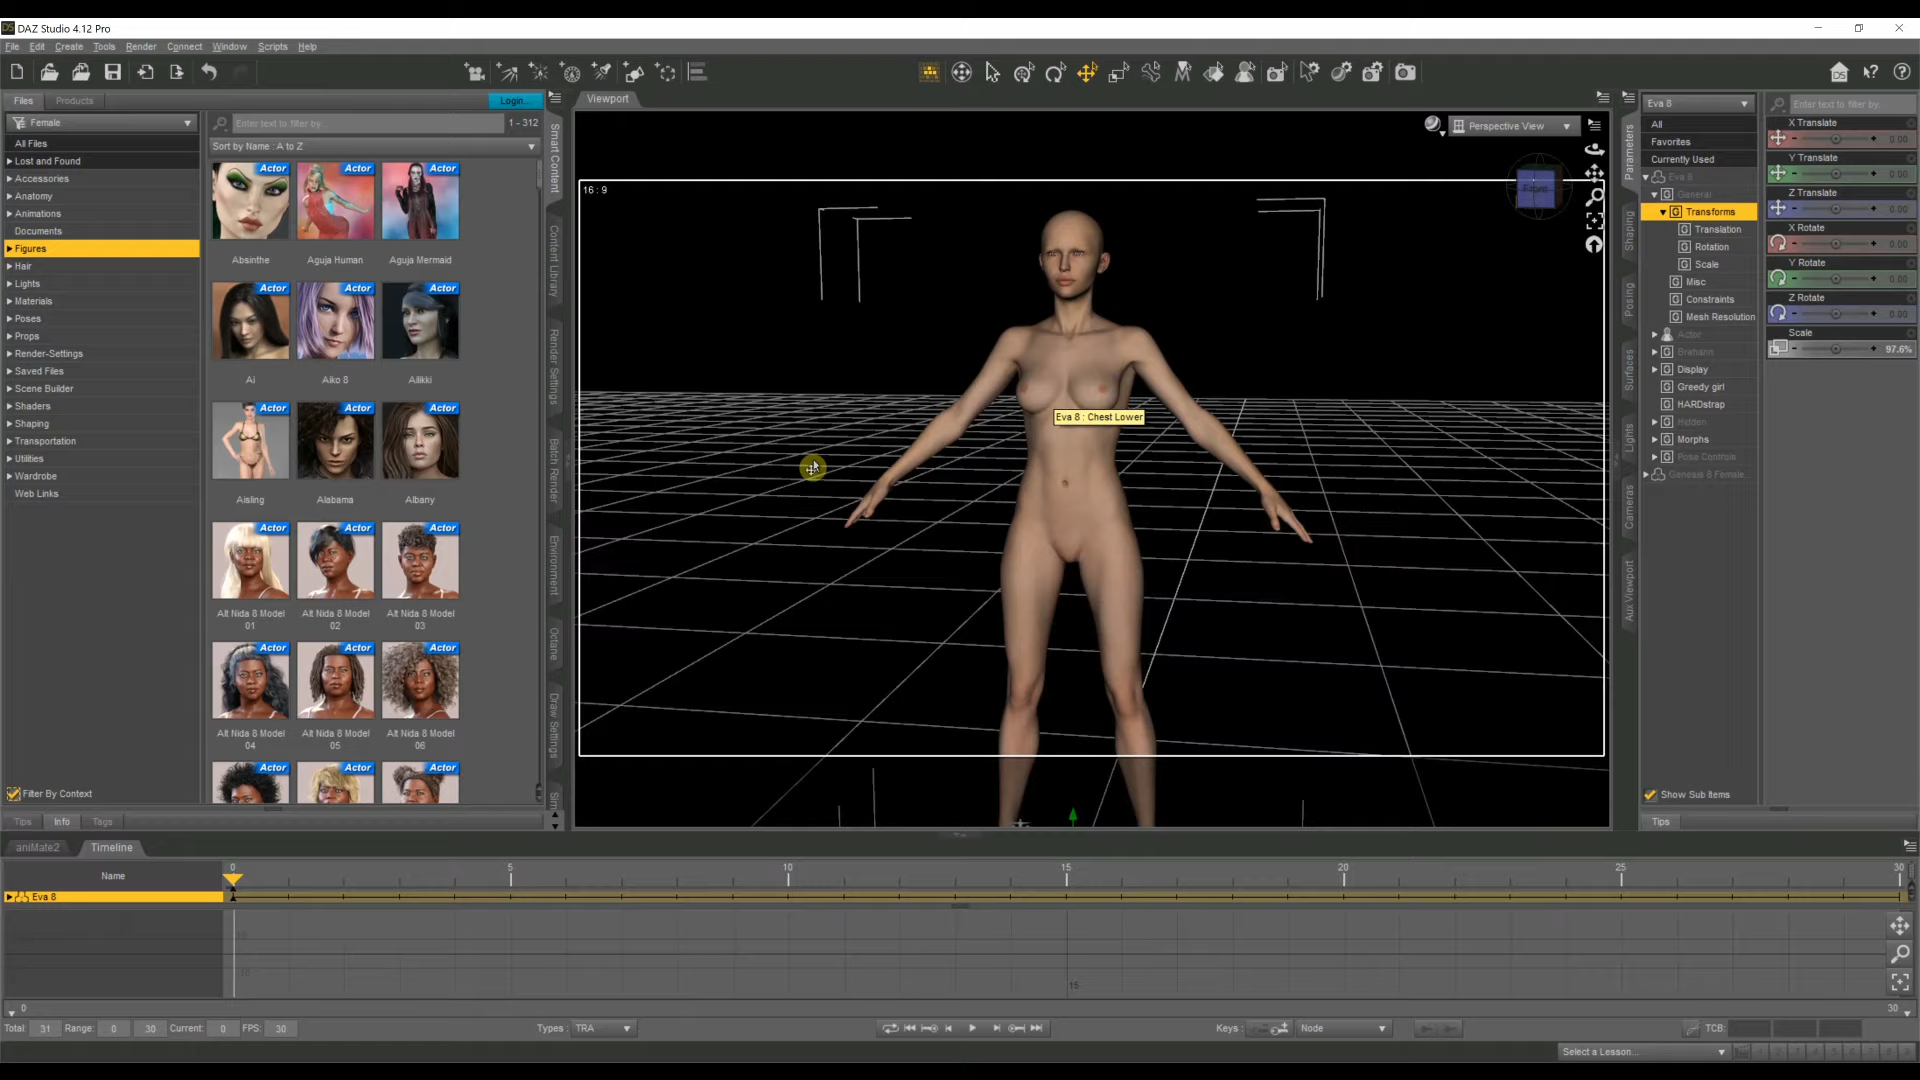 DAZ Studio 4.12 Pro
File Edit Create Tools Render Connect Window Scripts Help
Files Products Login...
Female
Enter text to filter by... 1 - 312
All Files
Sort by Name : A to Z
Lost and Found
Accessories
Anatomy
Animations
Documents
Figures
Hair
Lights
Materials
Poses
Props
Render-Settings
Saved Files
Scene Builder
Shaders
Shaping
Transportation
Utilities
Wardrobe
Web Links
Filter By Context
Actor Actor Actor
Absinthe Aguja Human Aguja Mermaid
Actor Actor Actor
Ai Aiko 8 Ailikki
Actor Actor Actor
Aisling Alabama Albany
Actor Actor Actor
Alt Nida 8 Model 01 Alt Nida 8 Model 02 Alt Nida 8 Model 03
Actor Actor Actor
Alt Nida 8 Model 04 Alt Nida 8 Model 05 Alt Nida 8 Model 06
Actor Actor Actor
Tips Info Tags
Smart Content
Content Library
Render Settings
Batch Render
Environment
Octane
Draw Settings
Viewport
Perspective View
16 : 9
Front
Eva 8 : Chest Lower
Parameters
Shaping
Posing
Surfaces
Lights
Cameras
Aux Viewport
Eva 8
All
Favorites
Currently Used
Eva 8
General
Transforms
Translation
Rotation
Scale
Misc
Constraints
Mesh Resolution
Actor
Display
Greedy girl
HARDstrap
Hidden
Morphs
Pose Controls
Genesis 8 Female...
Show Sub Items
Tips
Enter text to filter by...
X Translate
0.00
Y Translate
0.00
Z Translate
0.00
X Rotate
0.00
Y Rotate
0.00
Z Rotate
0.00
Scale
97.6%
aniMate2 Timeline
Name 0 5 10 15 20 25 30
Eva 8
15
0 30
Total: 31 Range: 0 30 Current: 0 FPS: 30 Types : TRA Keys : Node TCB:
Select a Lesson...